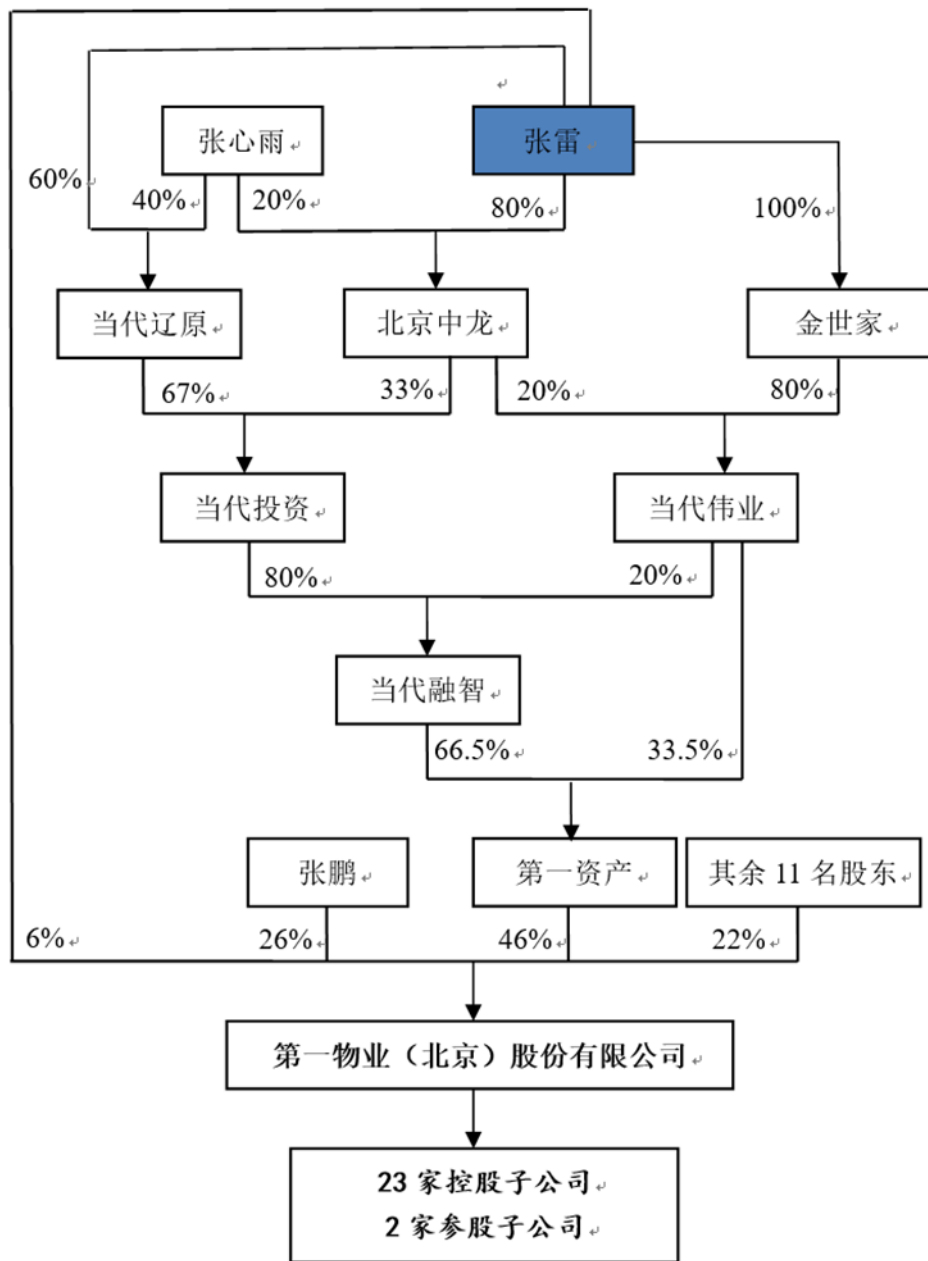 张心雨
张雷
60%
40%
20%
80%
100%
当代辽原
北京中龙
金世家
67%
33%
20%
80%
当代投资
当代伟业
80%
20%
当代融智
66.5%
33.5%
张鹏
第一资产
其余 11 名股东
6%
26%
46%
22%
第一物业（北京）股份有限公司
23 家控股子公司
2 家参股子公司